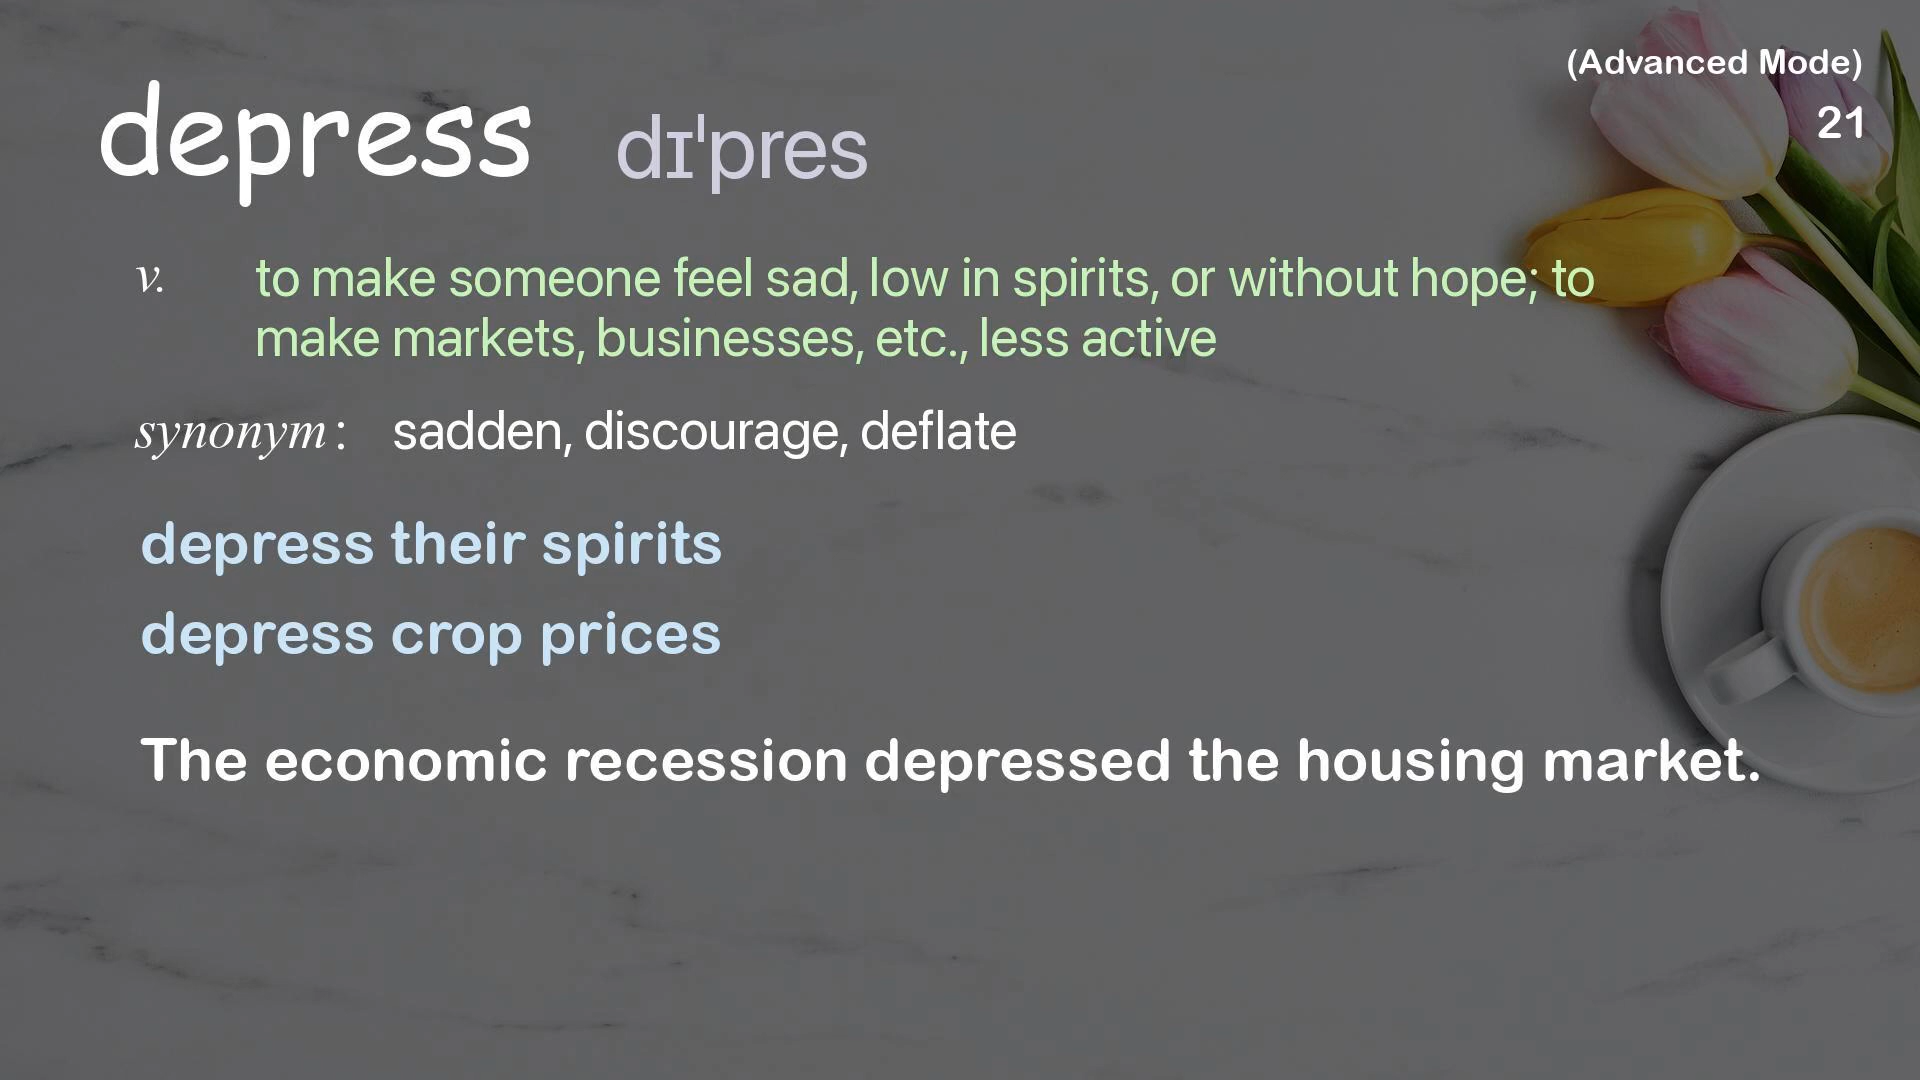 (Advanced Mode)
21
depress dɪˈpres
v. to make someone feel sad, low in spirits, or without hope; to
make markets, businesses, etc., less active
synonym : sadden, discourage, deflate
depress their spirits
depress crop prices
The economic recession depressed the housing market.